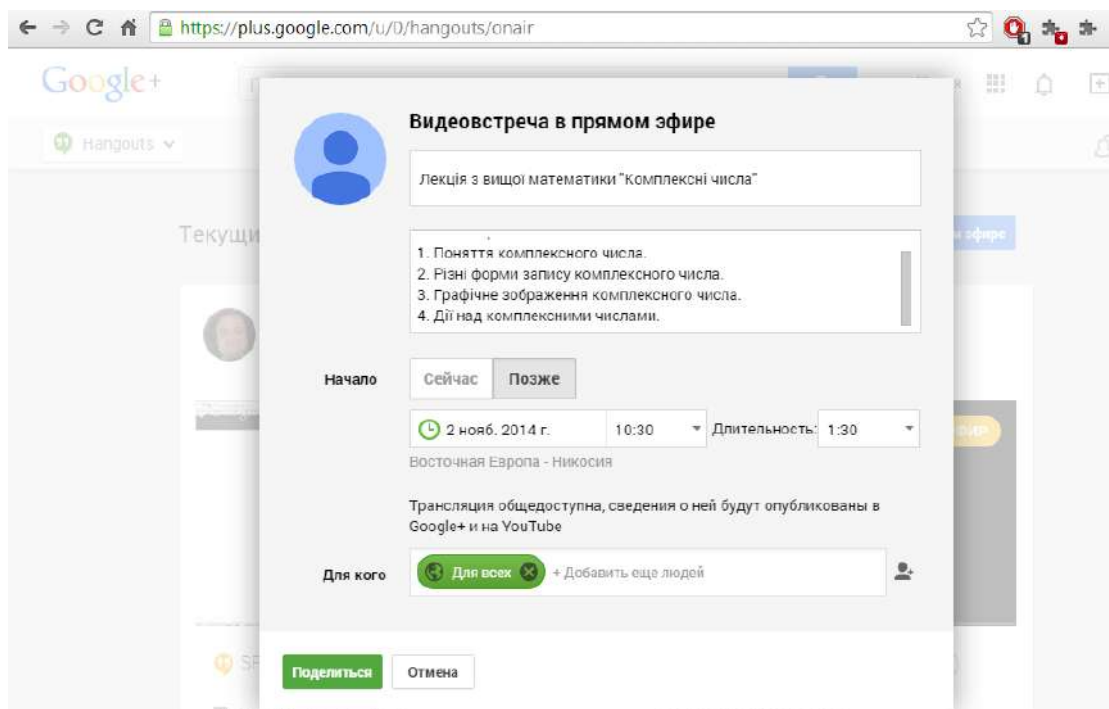 https://plus.google.com/u/0/hangouts/onair
Google+
Hangouts
Текущи
эфире
Видеовстреча в прямом эфире
Лекція з вищої математики "Комплексні числа"
1. Поняття комплексного числа.
2. Різні форми запису комплексного числа.
3. Графічне зображення комплексного числа.
4. Дії над комплексними числами.
Начало Сейчас Позже
2 нояб. 2014 г. 10:30 Длительность: 1:30
Восточная Европа - Никосия
Трансляция общедоступна, сведения о ней будут опубликованы в
Google+ и на YouTube
Для кого Для всех + Добавить еще людей
Поделиться Отмена